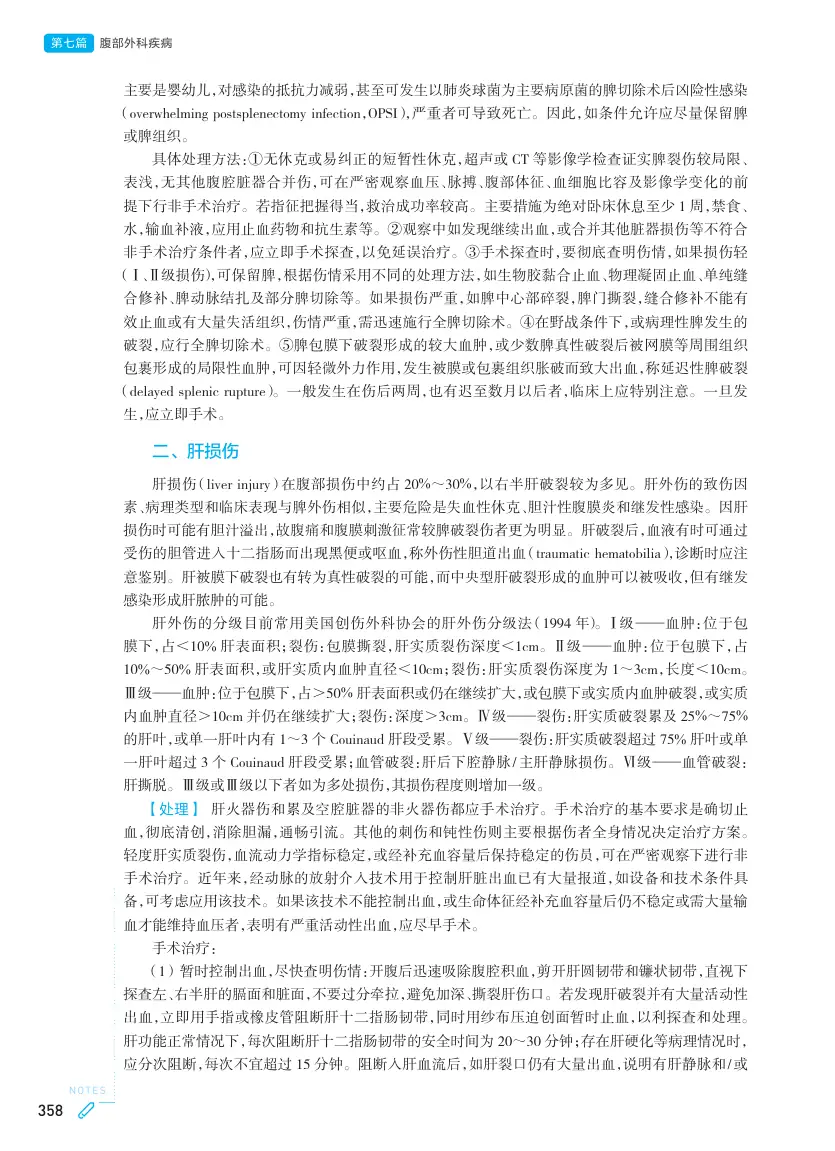 第七篇 腹部外科疾病
主要是婴幼儿,对感染的抵抗力减弱,甚至可发生以肺炎球菌为主要病原菌的脾切除术后凶险性感染
(overwhelming postsplenectomy infection,OPSI),严重者可导致死亡。因此,如条件允许应尽量保留脾
或脾组织。
具体处理方法:①无休克或易纠正的短暂性休克,超声或 CT 等影像学检查证实脾裂伤较局限、
表浅,无其他腹腔脏器合并伤,可在严密观察血压、脉搏、腹部体征、血细胞比容及影像学变化的前
提下行非手术治疗。若指征把握得当,救治成功率较高。主要措施为绝对卧床休息至少 1 周,禁食、
水,输血补液,应用止血药物和抗生素等。②观察中如发现继续出血,或合并其他脏器损伤等不符合
非手术治疗条件者,应立即手术探查,以免延误治疗。③手术探查时,要彻底查明伤情,如果损伤轻
(Ⅰ、Ⅱ级损伤),可保留脾,根据伤情采用不同的处理方法,如生物胶黏合止血、物理凝固止血、单纯缝
合修补、脾动脉结扎及部分脾切除等。如果损伤严重,如脾中心部碎裂,脾门撕裂,缝合修补不能有
效止血或有大量失活组织,伤情严重,需迅速施行全脾切除术。④在野战条件下,或病理性脾发生的
破裂,应行全脾切除术。⑤脾包膜下破裂形成的较大血肿,或少数脾真性破裂后被网膜等周围组织
包裹形成的局限性血肿,可因轻微外力作用,发生被膜或包裹组织胀破而致大出血,称延迟性脾破裂
(delayed splenic rupture)。一般发生在伤后两周,也有迟至数月以后者,临床上应特别注意。一旦发
生,应立即手术。
二、肝损伤
肝损伤(liver injury)在腹部损伤中约占 20%～30%,以右半肝破裂较为多见。肝外伤的致伤因
素、病理类型和临床表现与脾外伤相似,主要危险是失血性休克、胆汁性腹膜炎和继发性感染。因肝
损伤时可能有胆汁溢出,故腹痛和腹膜刺激征常较脾破裂伤者更为明显。肝破裂后,血液有时可通过
受伤的胆管进入十二指肠而出现黑便或呕血,称外伤性胆道出血(traumatic hematobilia),诊断时应注
意鉴别。肝被膜下破裂也有转为真性破裂的可能,而中央型肝破裂形成的血肿可以被吸收,但有继发
感染形成肝脓肿的可能。
肝外伤的分级目前常用美国创伤外科协会的肝外伤分级法(1994 年)。Ⅰ级——血肿:位于包
膜下,占＜10% 肝表面积;裂伤:包膜撕裂,肝实质裂伤深度＜1cm。Ⅱ级——血肿:位于包膜下,占
10%～50% 肝表面积,或肝实质内血肿直径＜10cm;裂伤:肝实质裂伤深度为 1～3cm,长度＜10cm。
Ⅲ级——血肿:位于包膜下,占＞50% 肝表面积或仍在继续扩大,或包膜下或实质内血肿破裂,或实质
内血肿直径＞10cm 并仍在继续扩大;裂伤:深度＞3cm。Ⅳ级——裂伤:肝实质破裂累及 25%～75%
的肝叶,或单一肝叶内有 1～3 个 Couinaud 肝段受累。Ⅴ级——裂伤:肝实质破裂超过 75% 肝叶或单
一肝叶超过 3 个 Couinaud 肝段受累;血管破裂:肝后下腔静脉/主肝静脉损伤。Ⅵ级——血管破裂:
肝撕脱。Ⅲ级或Ⅲ级以下者如为多处损伤,其损伤程度则增加一级。
【处理】 肝火器伤和累及空腔脏器的非火器伤都应手术治疗。手术治疗的基本要求是确切止
血,彻底清创,消除胆漏,通畅引流。其他的刺伤和钝性伤则主要根据伤者全身情况决定治疗方案。
轻度肝实质裂伤,血流动力学指标稳定,或经补充血容量后保持稳定的伤员,可在严密观察下进行非
手术治疗。近年来,经动脉的放射介入技术用于控制肝脏出血已有大量报道,如设备和技术条件具
备,可考虑应用该技术。如果该技术不能控制出血,或生命体征经补充血容量后仍不稳定或需大量输
血才能维持血压者,表明有严重活动性出血,应尽早手术。
手术治疗:
(1)暂时控制出血,尽快查明伤情:开腹后迅速吸除腹腔积血,剪开肝圆韧带和镰状韧带,直视下
探查左、右半肝的膈面和脏面,不要过分牵拉,避免加深、撕裂肝伤口。若发现肝破裂并有大量活动性
出血,立即用手指或橡皮管阻断肝十二指肠韧带,同时用纱布压迫创面暂时止血,以利探查和处理。
肝功能正常情况下,每次阻断肝十二指肠韧带的安全时间为 20～30 分钟;存在肝硬化等病理情况时,
应分次阻断,每次不宜超过 15 分钟。阻断入肝血流后,如肝裂口仍有大量出血,说明有肝静脉和/或
NOTES
358